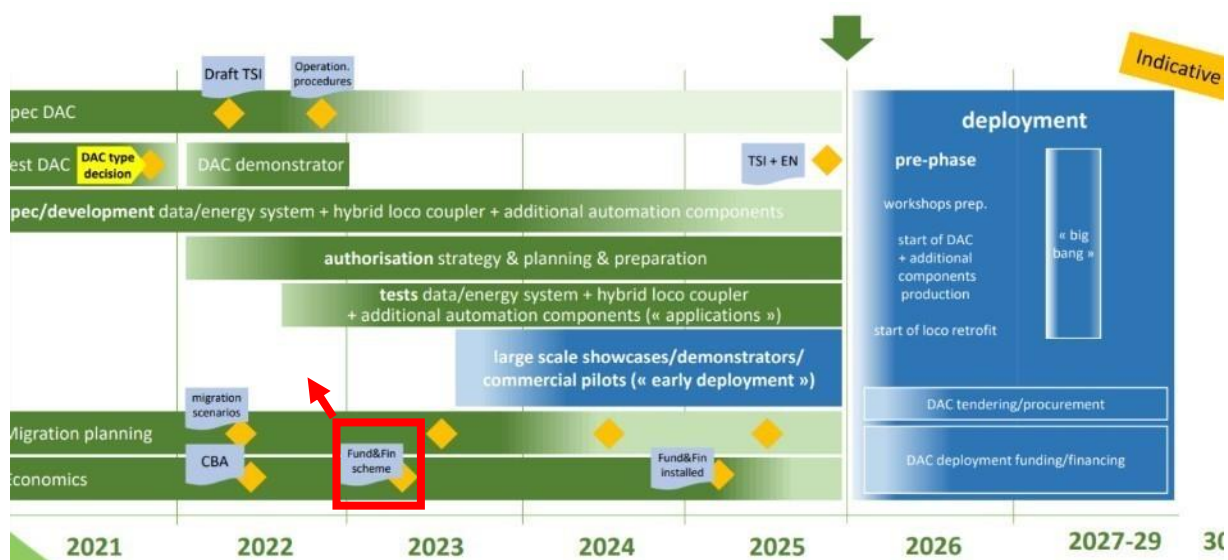 Indicative
Draft TSI
Operation.
procedures
pec DAC
deployment
est DAC
DAC type
decision
DAC demonstrator
TSI + EN
pre-phase
pec/development data/energy system + hybrid loco coupler + additional automation components
workshops prep.
authorisation strategy & planning & preparation
start of DAC
+ additional
components
production
« big
bang »
tests data/energy system + hybrid loco coupler
+ additional automation components (« applications »)
start of loco retrofit
large scale showcases/demonstrators/
commercial pilots (« early deployment »)
migration
scenarios
DAC tendering/procurement
Migration planning
CBA
Fund&Fin
scheme
Fund&Fin
installed
DAC deployment funding/financing
conomics
2021
2022
2023
2024
2025
2026
2027-29
30